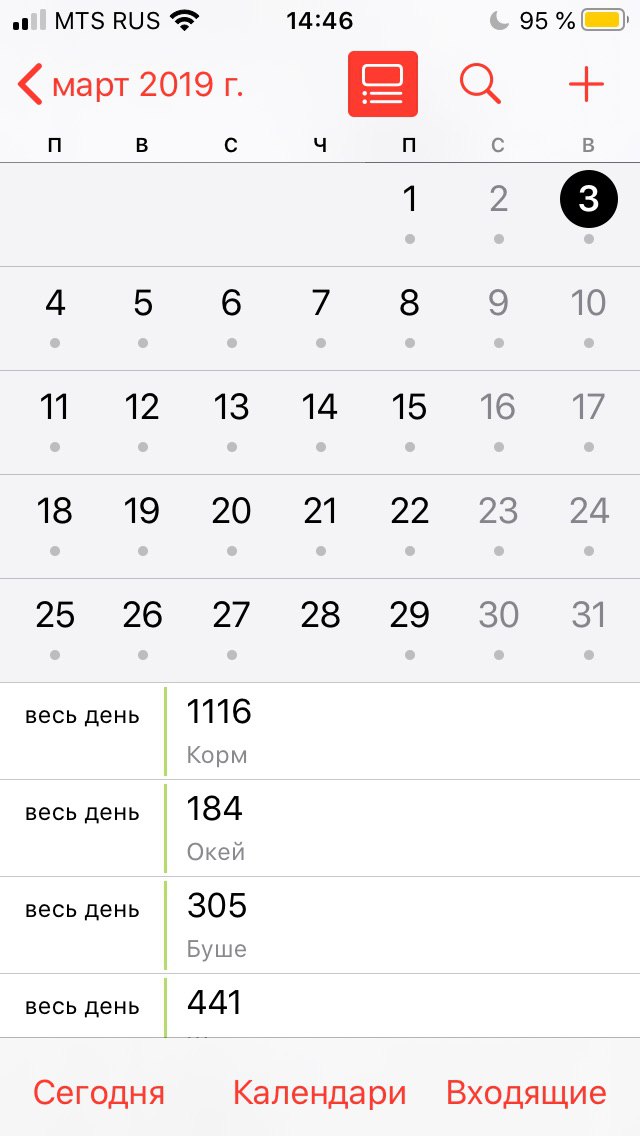 MTS RUS 14:46 95 %
март 2019 г.
П В С Ч П С В
1 2 3
4 5 6 7 8 9 10
11 12 13 14 15 16 17
18 19 20 21 22 23 24
25 26 27 28 29 30 31
весь день 1116
Корм
весь день 184
Окей
весь день 305
Буше
весь день 441
Сегодня Календари Входящие